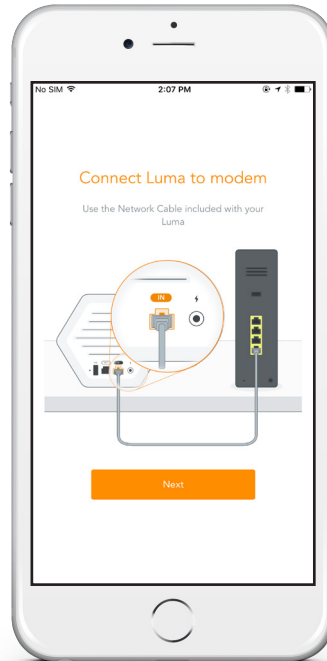 No SIM 2:07 PM
Connect Luma to modem
Use the Network Cable included with your
Luma
IN
Next